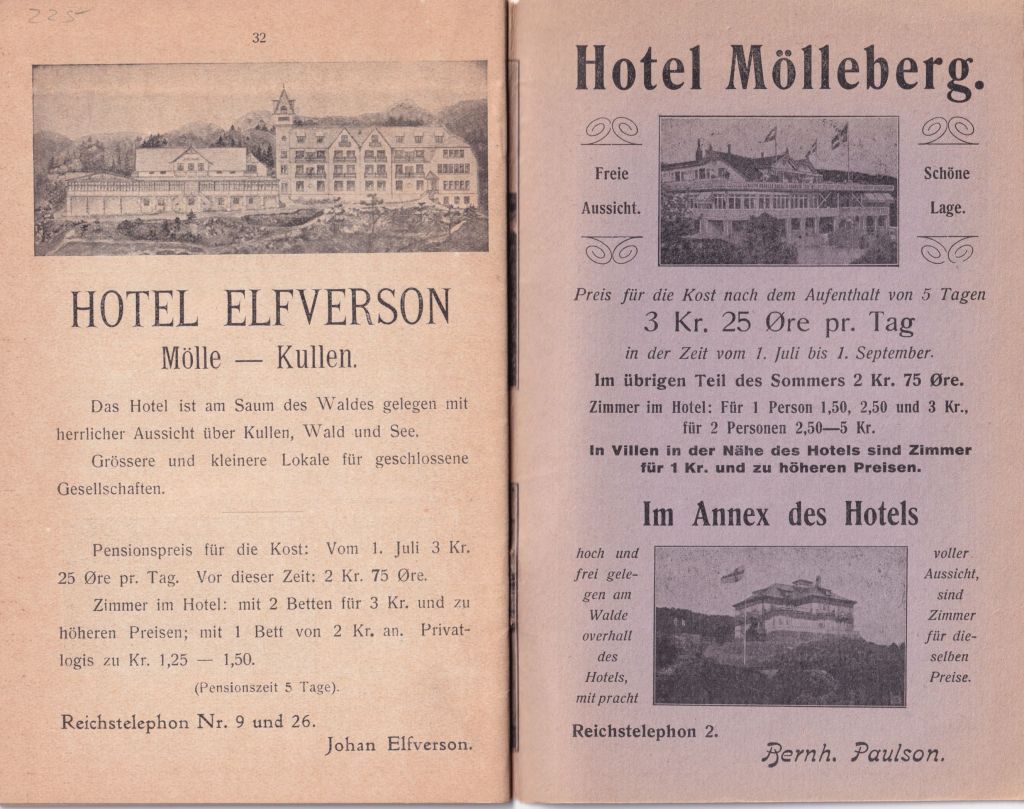 225
32
HOTEL ELFVERSON
Mölle — Kullen.
Das Hotel ist am Saum des Waldes gelegen mit
herrlicher Aussicht über Kullen, Wald und See.
Grössere und kleinere Lokale für geschlossene
Gesellschaften.
Pensionspreis für die Kost: Vom 1. Juli 3 Kr.
25 Øre pr. Tag. Vor dieser Zeit: 2 Kr. 75 Øre.
Zimmer im Hotel: mit 2 Betten für 3 Kr. und zu
höheren Preisen; mit 1 Bett von 2 Kr. an. Privat-
logis zu Kr. 1,25 — 1,50.
(Pensionszeit 5 Tage).
Reichstelephon Nr. 9 und 26.
Johan Elfverson.
Hotel Mölleberg.
Freie
Aussicht.
Schöne
Lage.
Preis für die Kost nach dem Aufenthalt von 5 Tagen
3 Kr. 25 Øre pr. Tag
in der Zeit vom 1. Juli bis 1. September.
Im übrigen Teil des Sommers 2 Kr. 75 Øre.
Zimmer im Hotel: Für 1 Person 1,50, 2,50 und 3 Kr.,
für 2 Personen 2,50—5 Kr.
In Villen in der Nähe des Hotels sind Zimmer
für 1 Kr. und zu höheren Preisen.
Im Annex des Hotels
hoch und
frei gele-
gen am
Walde
overhall
des
Hotels,
mit pracht
voller
Aussicht,
sind
Zimmer
für die-
selben
Preise.
Reichstelephon 2.
Bernh. Paulson.